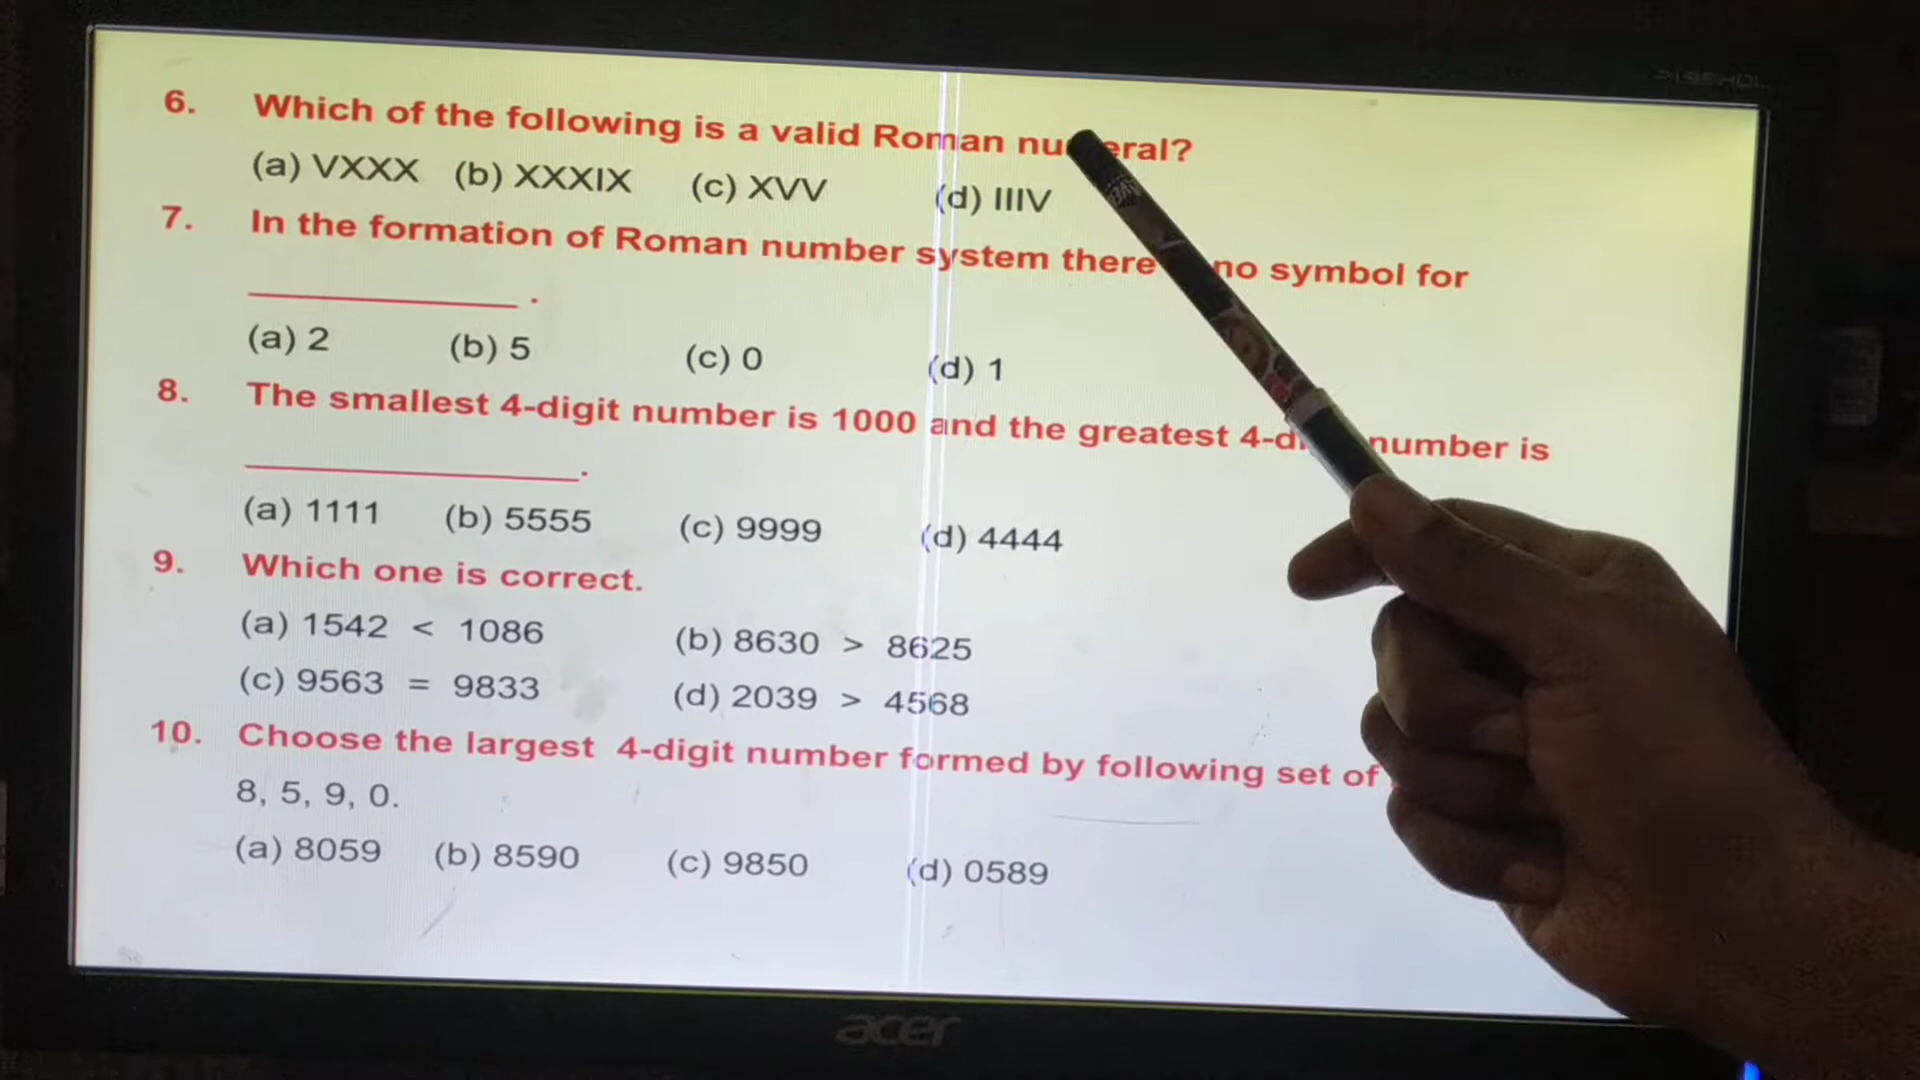 6. Which of the following is a valid Roman numeral?
(a) VXXX (b) XXXIX (c) XVV (d) IIIV
7. In the formation of Roman number system there no symbol for
____________ .
(a) 2 (b) 5 (c) 0 (d) 1
8. The smallest 4-digit number is 1000 and the greatest 4-digit number is
____________ .
(a) 1111 (b) 5555 (c) 9999 (d) 4444
9. Which one is correct.
(a) 1542 < 1086 (b) 8630 > 8625
(c) 9563 = 9833 (d) 2039 > 4568
10. Choose the largest 4-digit number formed by following set of
8, 5, 9, 0.
(a) 8059 (b) 8590 (c) 9850 (d) 0589
acer